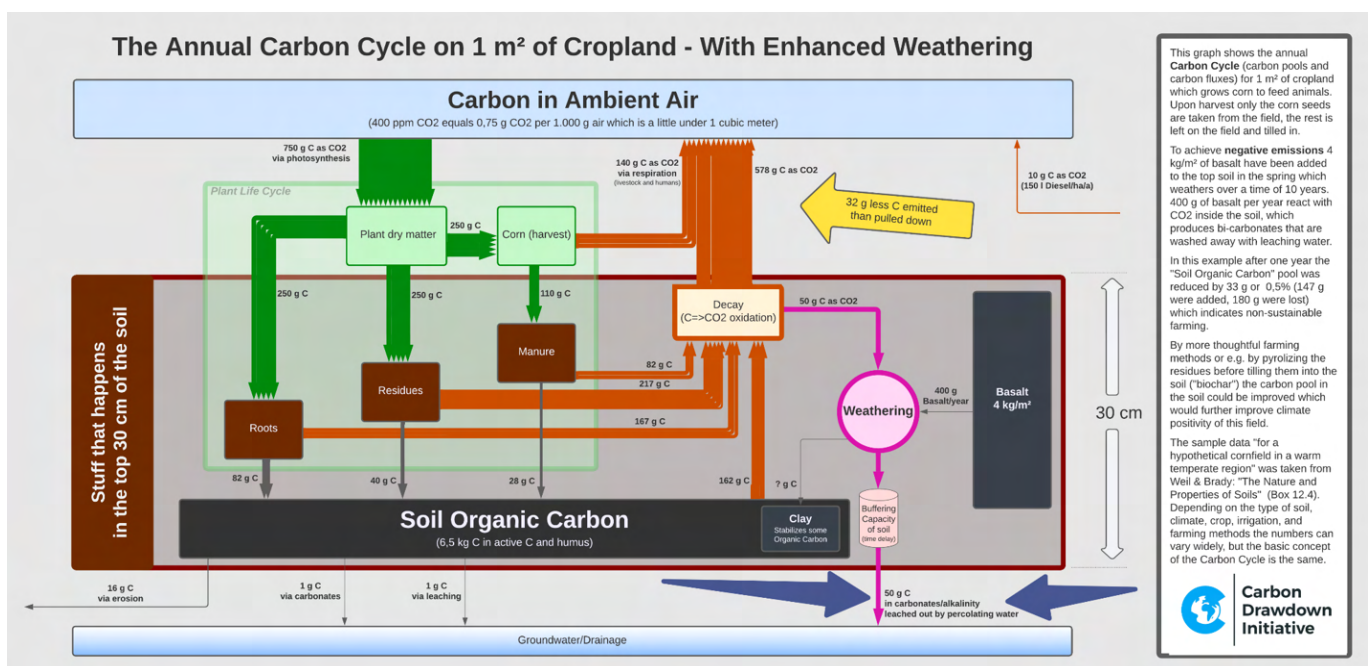 The Annual Carbon Cycle on 1 m² of Cropland - With Enhanced Weathering
Carbon in Ambient Air
(400 ppm CO2 equals 0,75 g CO2 per 1.000 g air which is a little under 1 cubic meter)
750 g C as CO2
via photosynthesis
140 g C as CO2
via respiration
(livestock and humans)
578 g C as CO2
10 g C as CO2
(150 l Diesel/ha/a)
32 g less C emitted
than pulled down
Plant Life Cycle
Plant dry matter
250 g C
Corn (harvest)
Stuff that happens
in the top 30 cm of the soil
250 g C
250 g C
110 g C
Decay
(C=>CO2 oxidation)
50 g C as CO2
Manure
82 g C
Residues
217 g C
Roots
167 g C
Weathering
400 g
Basalt/year
Basalt
4 kg/m²
30 cm
82 g C
40 g C
28 g C
162 g C
? g C
Soil Organic Carbon
(6,5 kg C in active C and humus)
Clay
Stabilizes some
Organic Carbon
Buffering
Capacity
of soil
(time delay)
16 g C
via erosion
1 g C
via carbonates
1 g C
via leaching
50 g C
in carbonates/alkalinity
leached out by percolating water
Groundwater/Drainage
This graph shows the annual
Carbon Cycle (carbon pools and
carbon fluxes) for 1 m² of cropland
which grows corn to feed animals.
Upon harvest only the corn seeds
are taken from the field, the rest is
left on the field and tilled in.
To achieve negative emissions 4
kg/m² of basalt have been added
to the top soil in the spring which
weathers over a time of 10 years.
400 g of basalt per year react with
CO2 inside the soil, which
produces bi-carbonates that are
washed away with leaching water.
In this example after one year the
"Soil Organic Carbon" pool was
reduced by 33 g or 0,5% (147 g
were added, 180 g were lost)
which indicates non-sustainable
farming.
By more thoughtful farming
methods or e.g. by pyrolizing the
residues before tilling them into the
soil ("biochar") the carbon pool in
the soil could be improved which
would further improve climate
positivity of this field.
The sample data "for a
hypothetical cornfield in a warm
temperate region" was taken from
Weil & Brady: "The Nature and
Properties of Soils" (Box 12.4).
Depending on the type of soil,
climate, crop, irrigation, and
farming methods the numbers can
vary widely, but the basic concept
of the Carbon Cycle is the same.
Carbon
Drawdown
Initiative